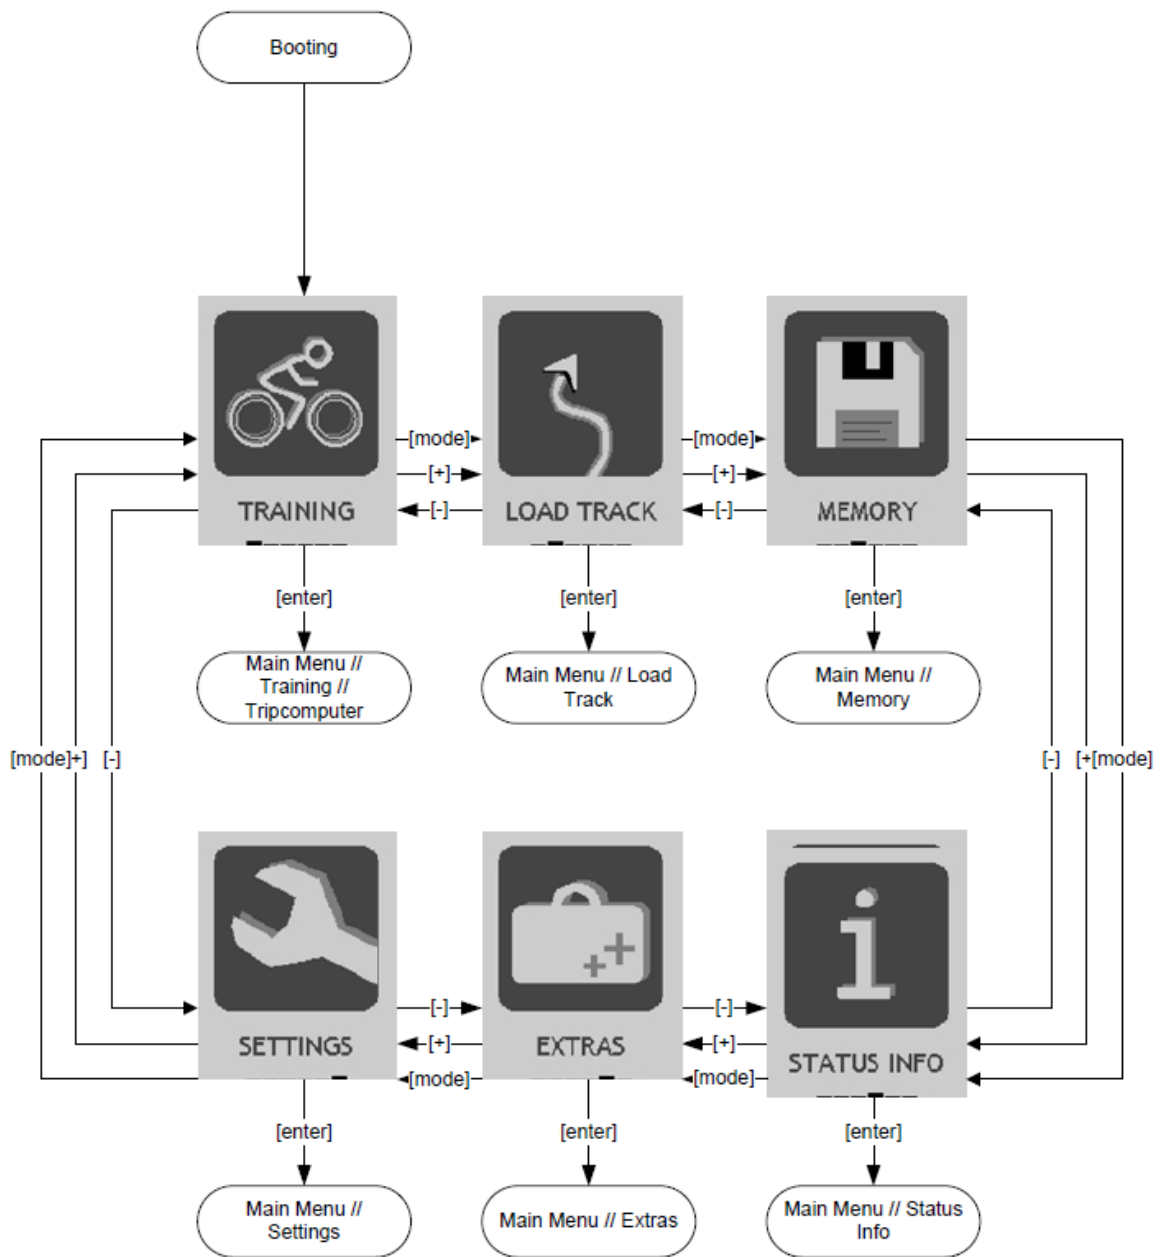 Booting
[mode]
[mode]
[+]
[+]
TRAINING
[-]
LOAD TRACK
[-]
MEMORY
[enter]
[enter]
[enter]
Main Menu //
Training //
Tripcomputer
Main Menu // Load
Track
Main Menu //
Memory
[mode]+]
[-]
[-]
[+[mode]
[-]
[-]
SETTINGS
[+]
EXTRAS
[+]
STATUS INFO
[mode]
[mode]
[enter]
[enter]
[enter]
Main Menu //
Settings
Main Menu // Extras
Main Menu // Status
Info